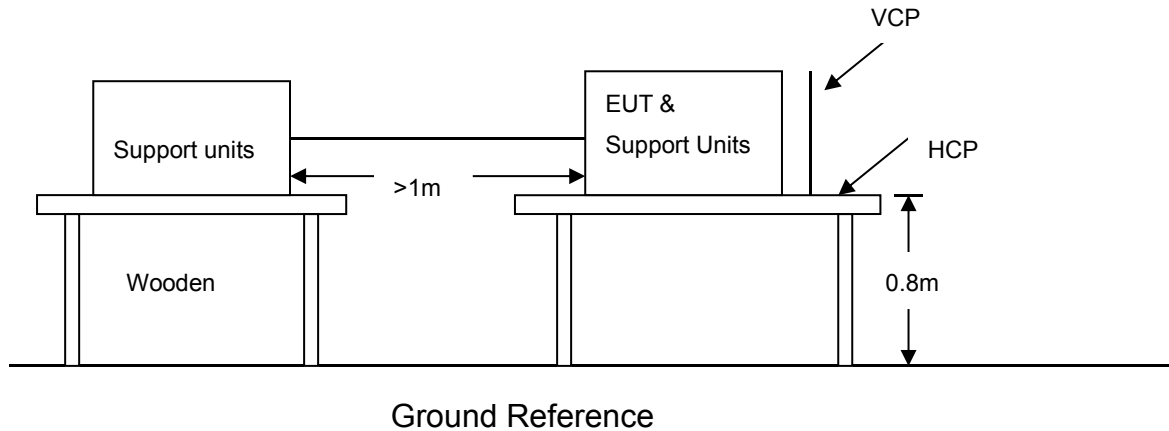 VCP
EUT &
Support Units
Support units
HCP
>1m
Wooden
0.8m
Ground Reference